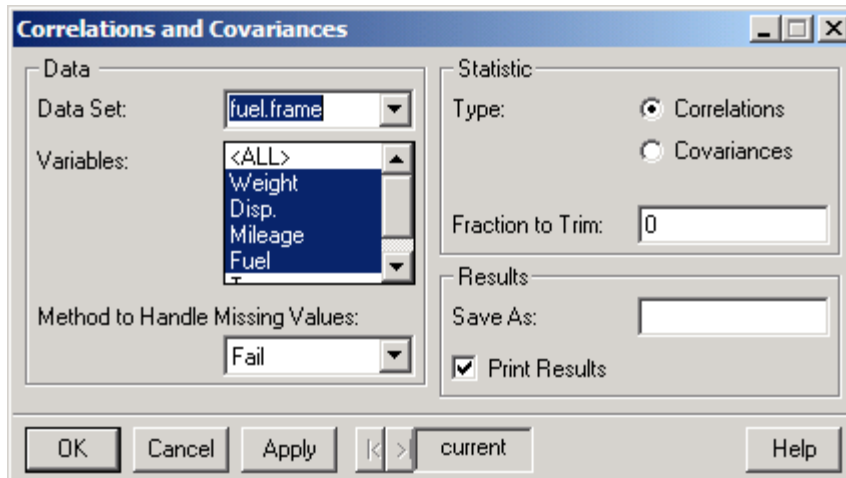 Correlations and Covariances
Data
Data Set:
fuel.frame
Variables:
<ALL>
Weight
Disp.
Mileage
Fuel
Method to Handle Missing Values:
Fail
Statistic
Type:
Correlations
Covariances
Fraction to Trim:
0
Results
Save As:
Print Results
OK
Cancel
Apply
current
Help